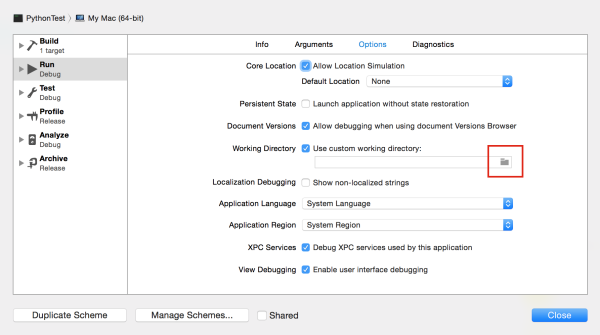 PythonTest 〉 My Mac (64-bit)
Build
1 target
Run
Debug
Test
Debug
Profile
Release
Analyze
Debug
Archive
Release
Info Arguments Options Diagnostics
Core Location Allow Location Simulation
Default Location None
Persistent State Launch application without state restoration
Document Versions Allow debugging when using document Versions Browser
Working Directory Use custom working directory:
Localization Debugging Show non-localized strings
Application Language System Language
Application Region System Region
XPC Services Debug XPC services used by this application
View Debugging Enable user interface debugging
Duplicate Scheme Manage Schemes... Shared Close